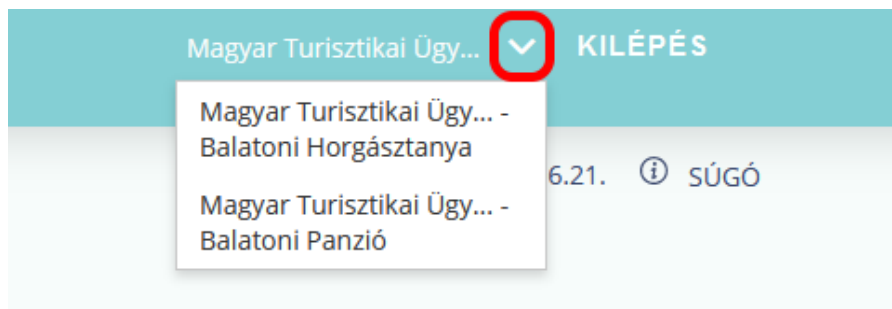 Magyar Turisztikai Ügy... KILÉPÉS
Magyar Turisztikai Ügy... -
Balatoni Horgásztanya
6.21. SÚGÓ
Magyar Turisztikai Ügy... -
Balatoni Panzió